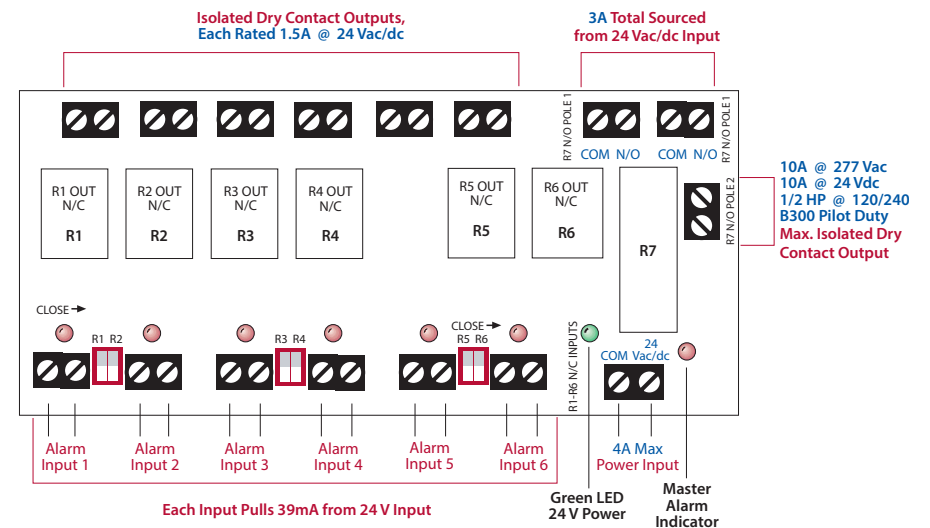 Isolated Dry Contact Outputs,
Each Rated 1.5A @ 24 Vac/dc
3A Total Sourced
from 24 Vac/dc Input
R7 N/O POLE 1
R7 N/O POLE 1
COM N/O
COM N/O
R1 OUT
N/C
R1
R2 OUT
N/C
R2
R3 OUT
N/C
R3
R4 OUT
N/C
R4
R5 OUT
N/C
R5
R6 OUT
N/C
R6
R7
R7 N/O POLE 2
10A @ 277 Vac
10A @ 24 Vdc
1/2 HP @ 120/240
B300 Pilot Duty
Max. Isolated Dry
Contact Output
CLOSE
R1 R2
R3 R4
CLOSE
R5 R6
R1-R6 N/C INPUTS
24
COM Vac/dc
Alarm
Input 1
Alarm
Input 2
Alarm
Input 3
Alarm
Input 4
Alarm
Input 5
Alarm
Input 6
4A Max
Power Input
Each Input Pulls 39mA from 24 V Input
Green LED
24 V Power
Master
Alarm
Indicator